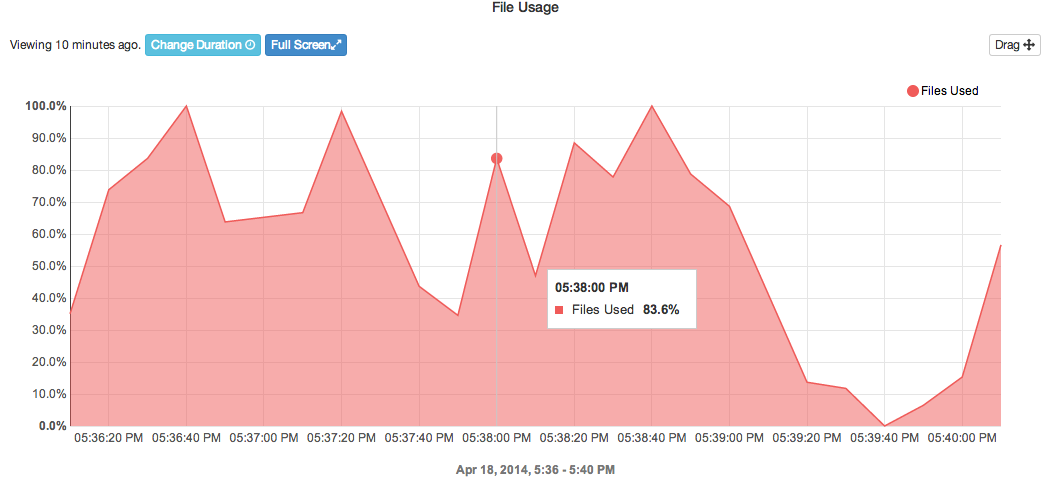 File Usage
Viewing 10 minutes ago. Change Duration Full Screen Drag
Files Used
100.0%
90.0%
80.0%
70.0%
60.0%
50.0%
40.0%
30.0%
20.0%
10.0%
0.0%
05:38:00 PM
Files Used 83.6%
05:36:20 PM 05:36:40 PM 05:37:00 PM 05:37:20 PM 05:37:40 PM 05:38:00 PM 05:38:20 PM 05:38:40 PM 05:39:00 PM 05:39:20 PM 05:39:40 PM 05:40:00 PM
Apr 18, 2014, 5:36 - 5:40 PM